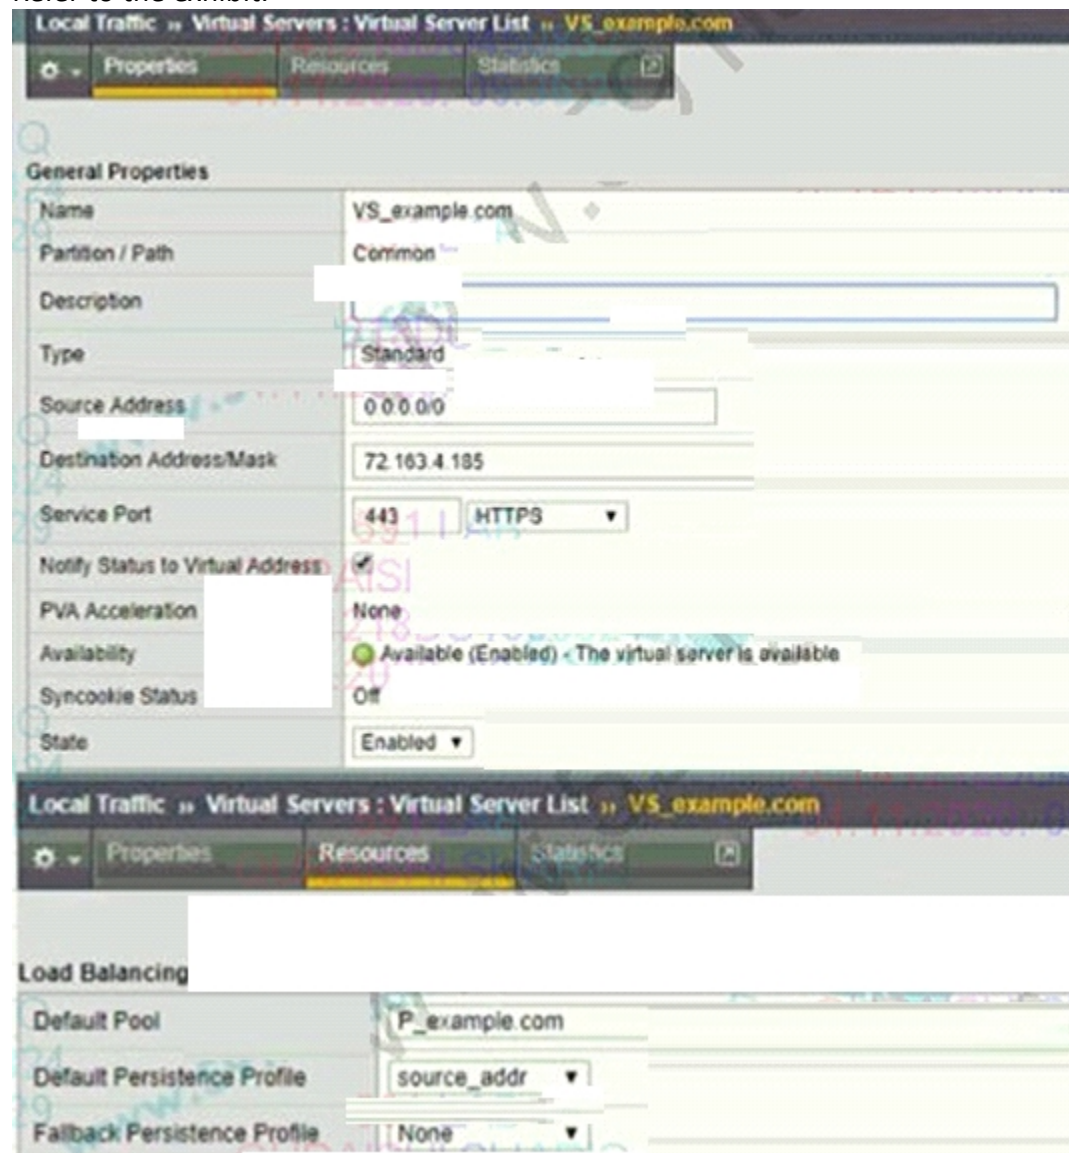 Refer to the exhibit.
Local Traffic ›› Virtual Servers : Virtual Server List ›› VS_example.com
Properties Resources Statistics
General Properties
Name VS_example.com
Partition / Path Common
Description
Type Standard
Source Address 0.0.0.0/0
Destination Address/Mask 72.163.4.185
Service Port 443 HTTPS
Notify Status to Virtual Address
PVA Acceleration None
Availability Available (Enabled) - The virtual server is available
Syncookie Status Off
State Enabled
Local Traffic ›› Virtual Servers : Virtual Server List ›› VS_example.com
Properties Resources Statistics
Load Balancing
Default Pool P_example.com
Default Persistence Profile source_addr
Fallback Persistence Profile None